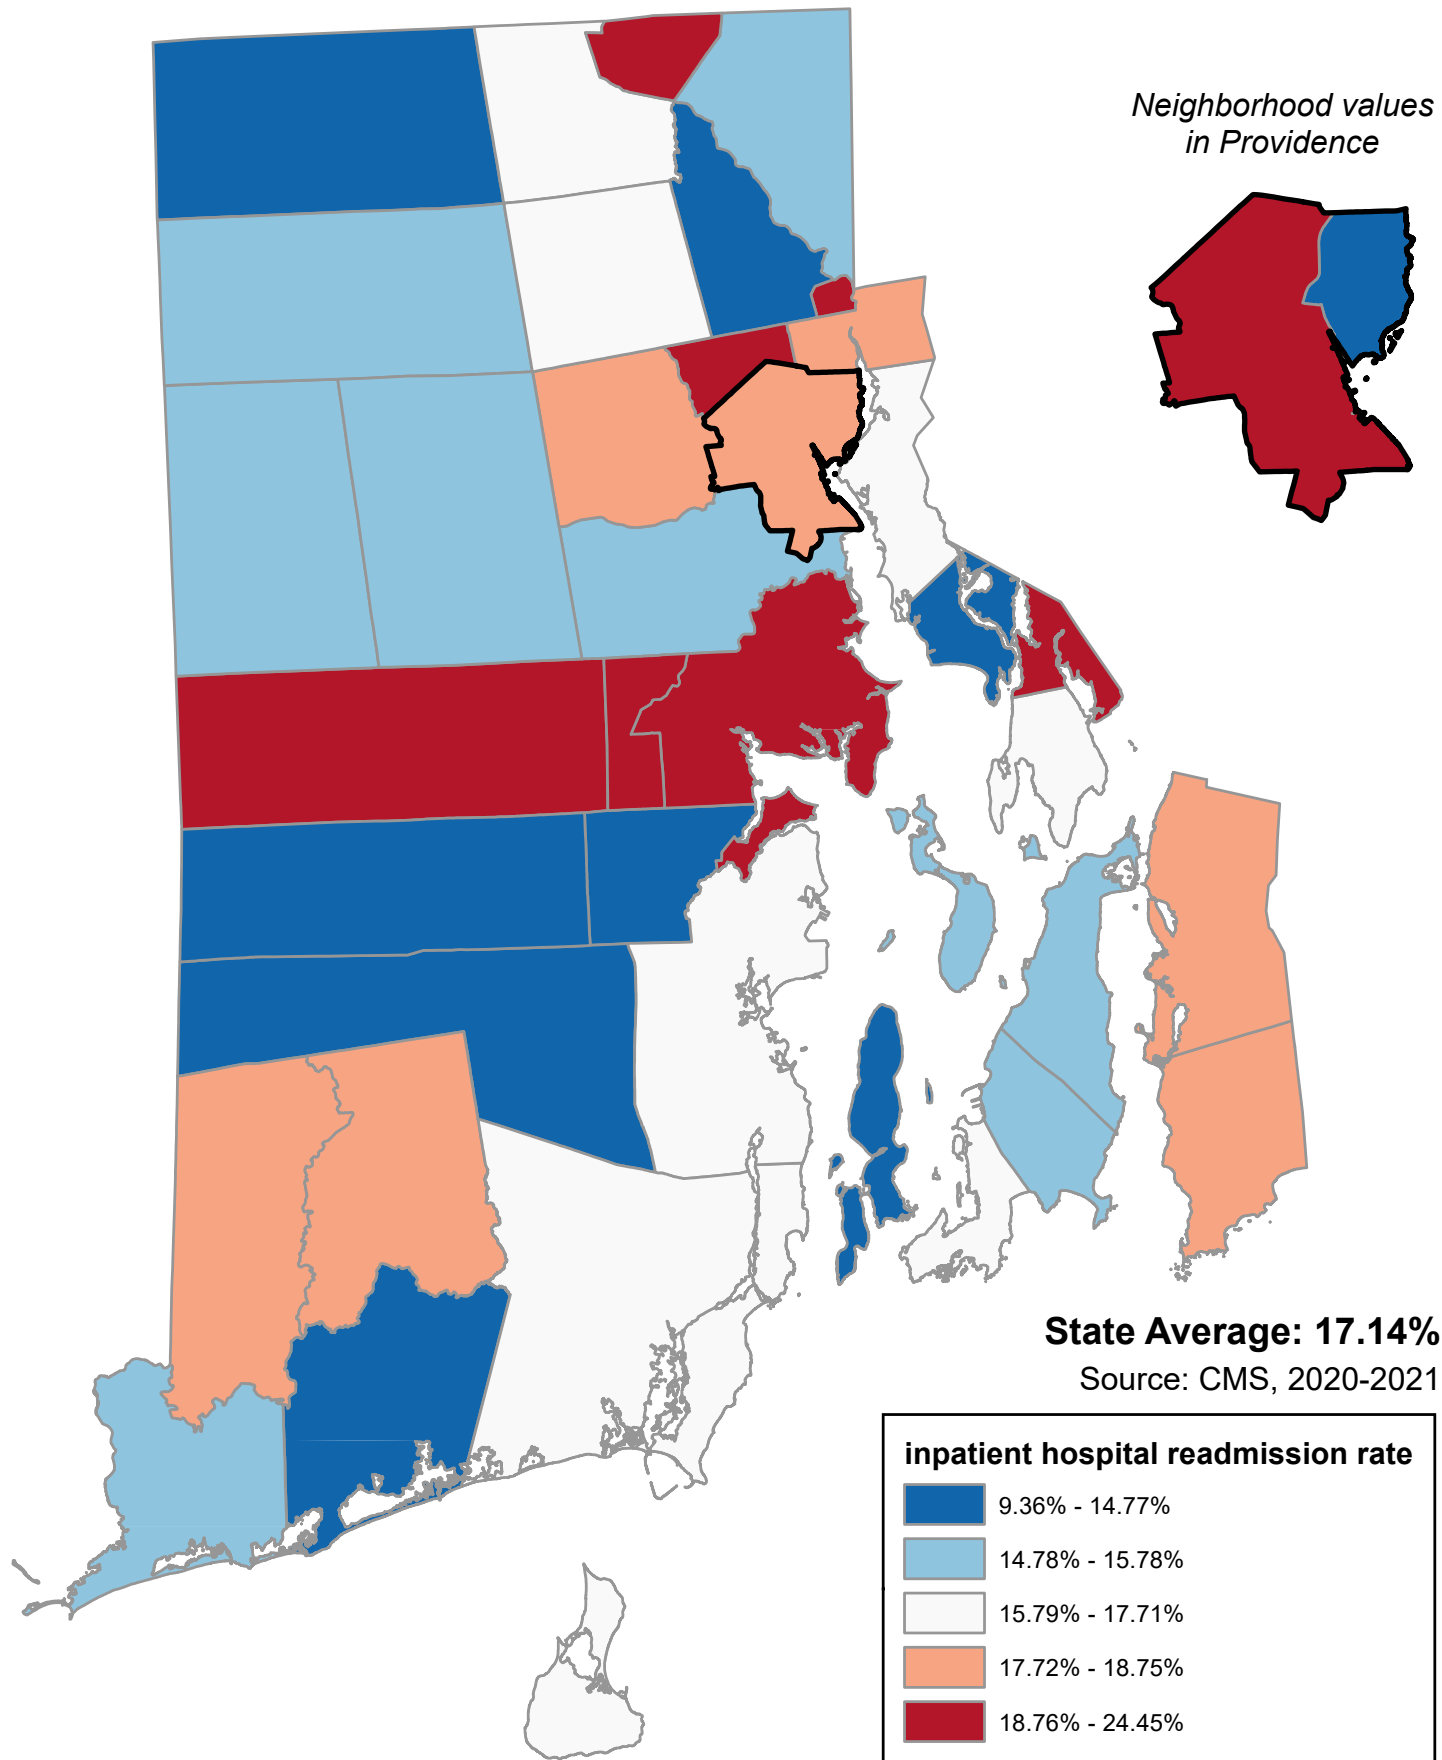 Neighborhood values
in Providence
State Average: 17.14%
Source: CMS, 2020-2021
inpatient hospital readmission rate
9.36% - 14.77%
14.78% - 15.78%
15.79% - 17.71%
17.72% - 18.75%
18.76% - 24.45%